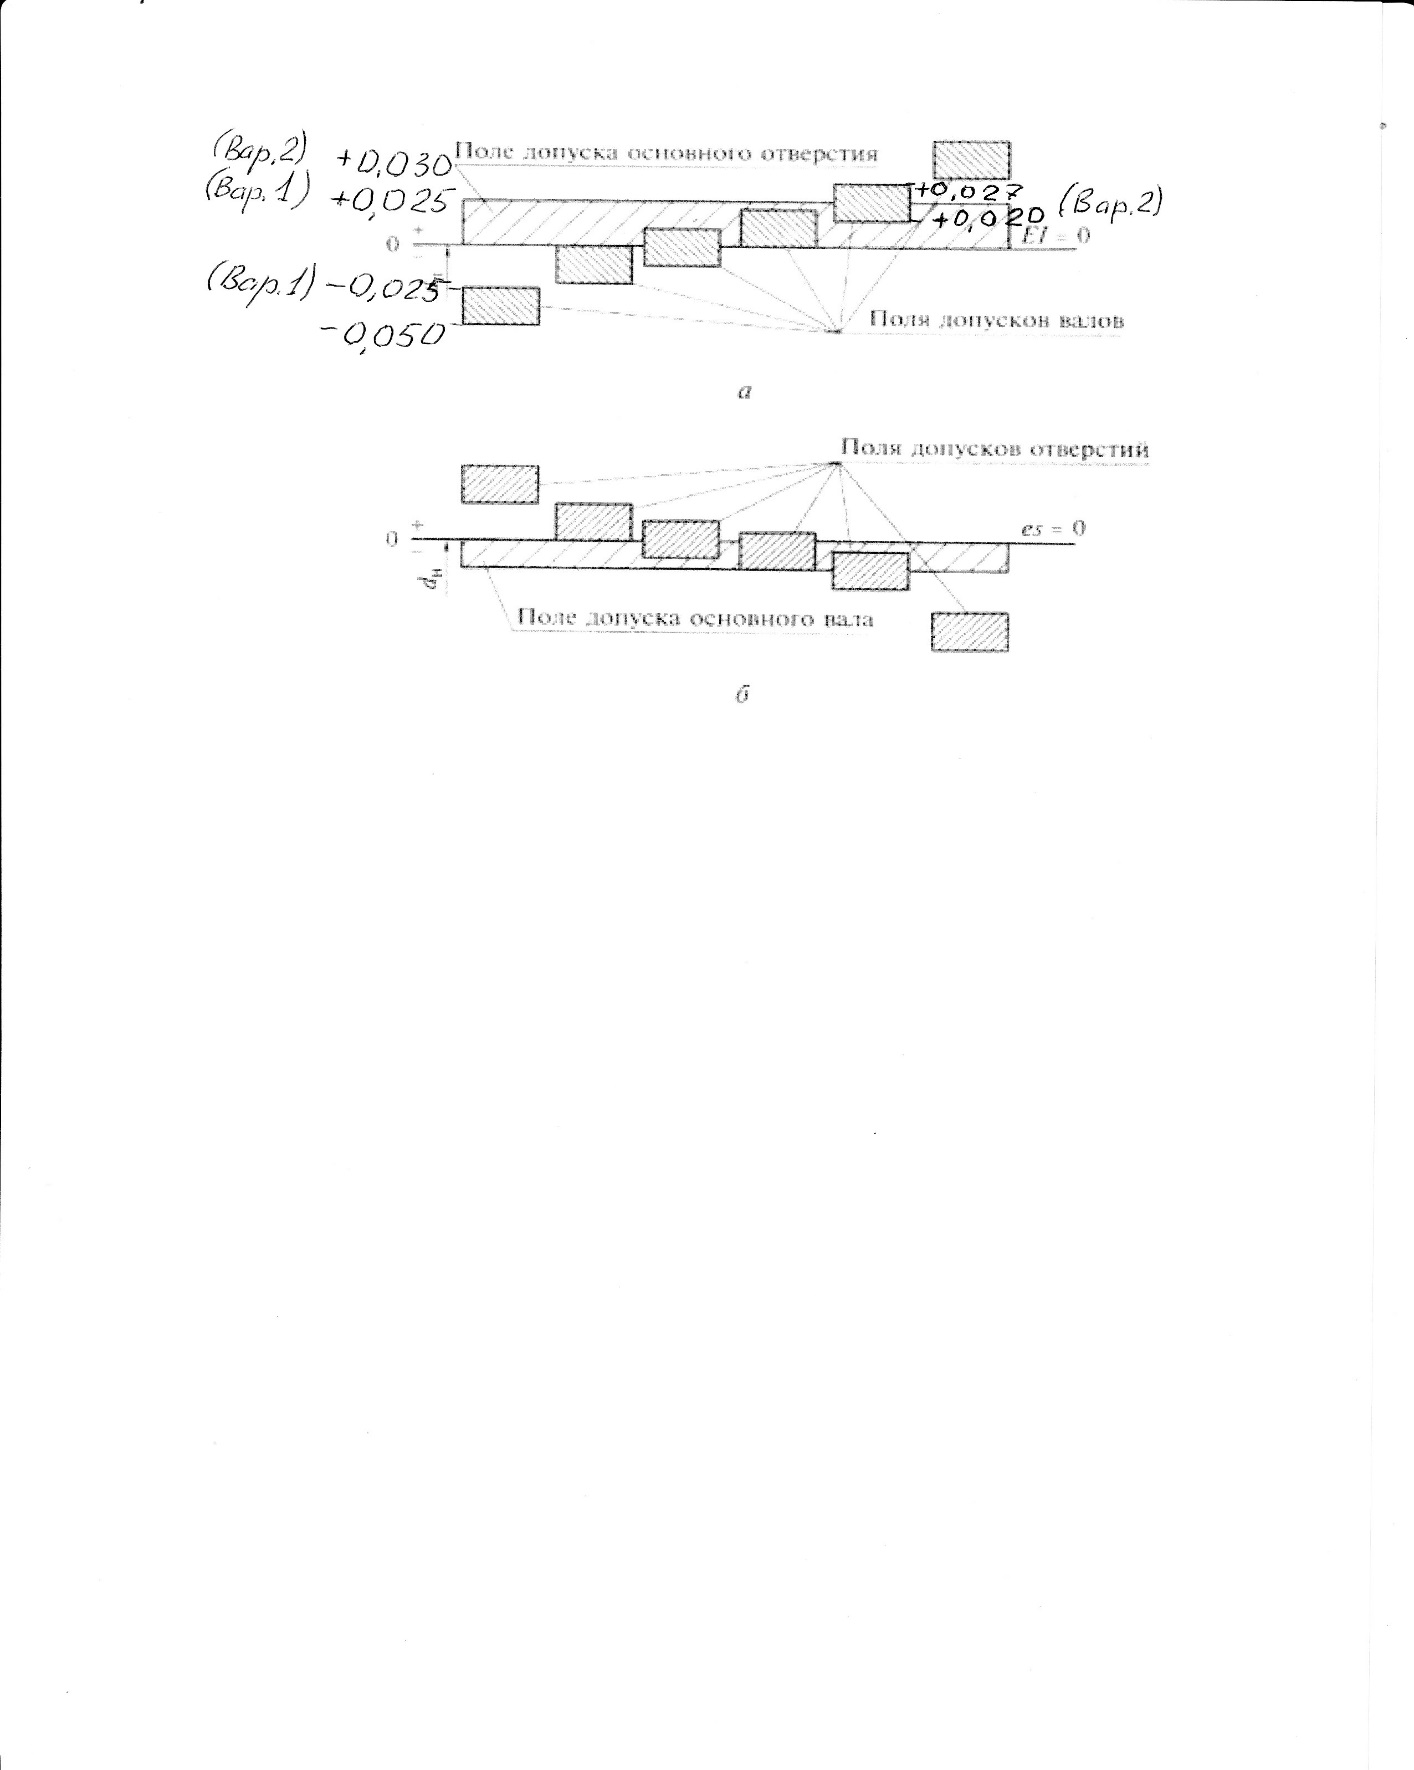 (Вар.2) +0,030 Поле допуска основного отверстия
(Вар.1) +0,025
+0,027 (Вар.2)
+0,020
0 + −
EI = 0
(Вар.1) −0,025
−0,050
Поля допусков валов
а
Поля допусков отверстий
0 + −
es = 0
dн
Поле допуска основного вала
б